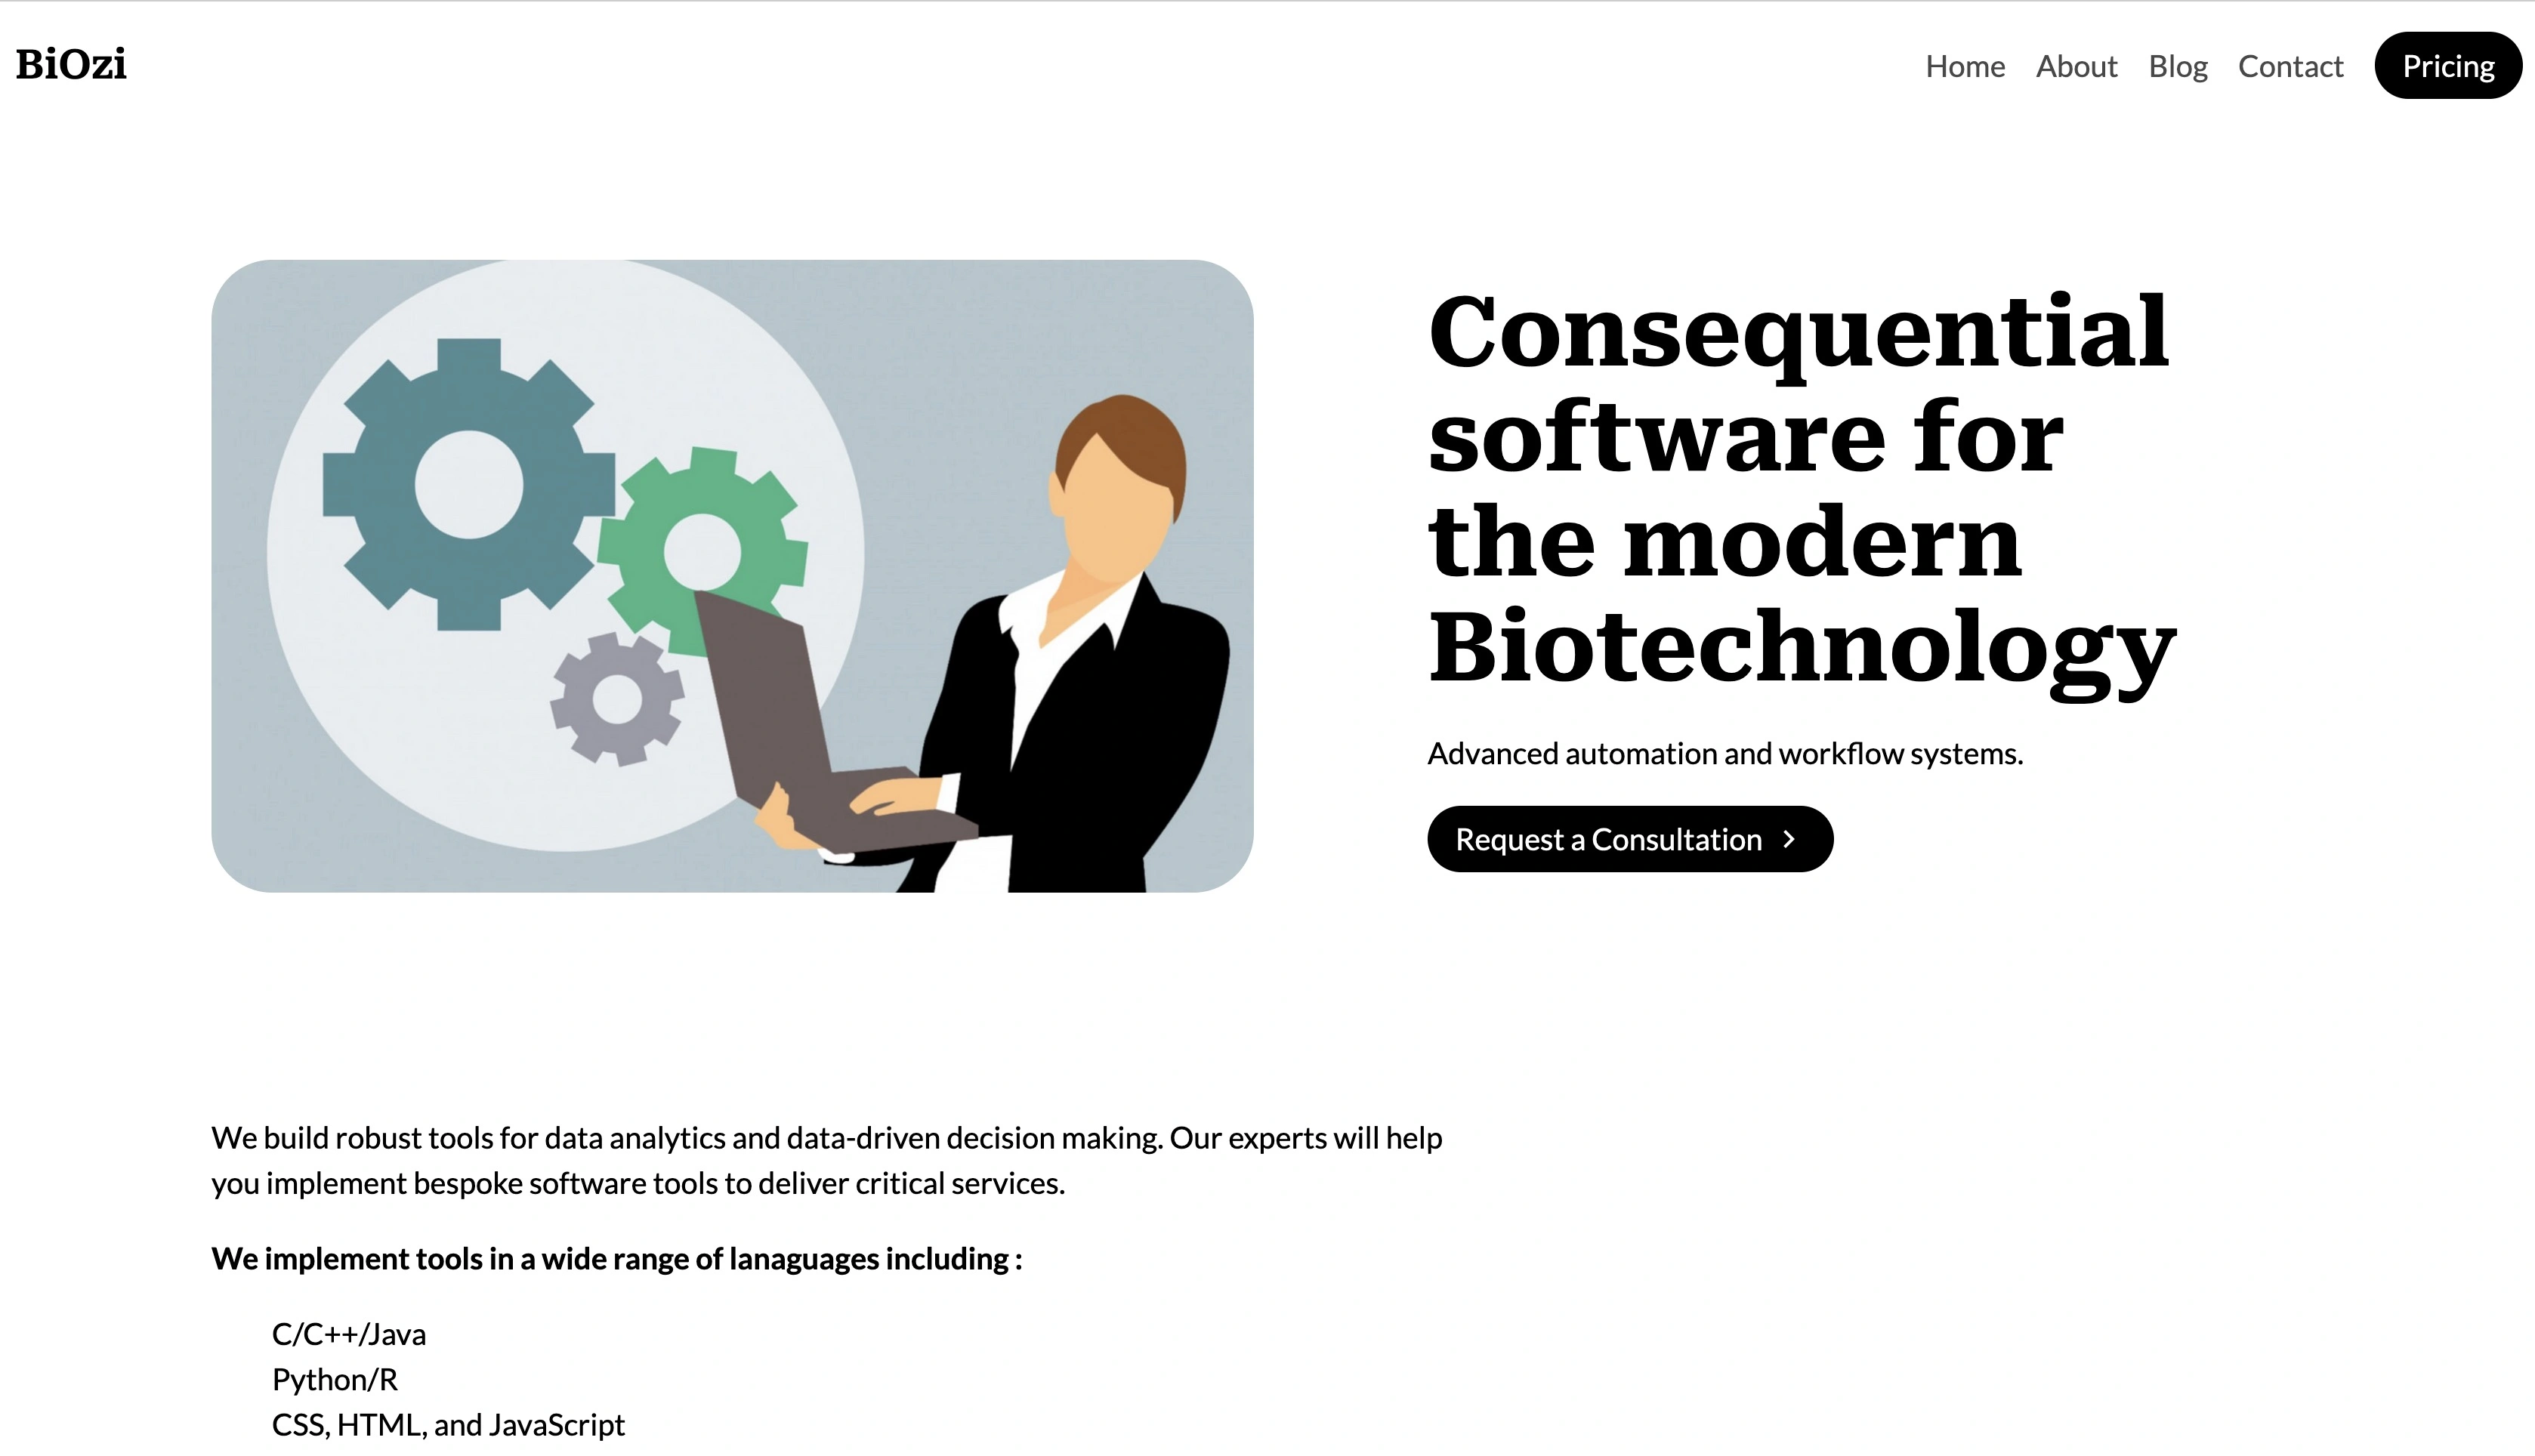 BiOzi
Home About Blog Contact Pricing
Consequential
software for
the modern
Biotechnology
Advanced automation and workflow systems.
Request a Consultation
We build robust tools for data analytics and data-driven decision making. Our experts will help
you implement bespoke software tools to deliver critical services.
We implement tools in a wide range of lanaguages including :
C/C++/Java
Python/R
CSS, HTML, and JavaScript